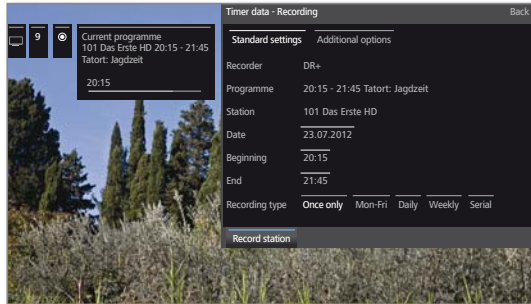 Timer data - Recording Back
9
Current programme
101 Das Erste HD 20:15 - 21:45
Tatort: Jagdzeit
20:15
Standard settings Additional options
Recorder DR+
Programme 20:15 - 21:45 Tatort: Jagdzeit
Station 101 Das Erste HD
Date 23.07.2012
Beginning 20:15
End 21:45
Recording type Once only Mon-Fri Daily Weekly Serial
Record station